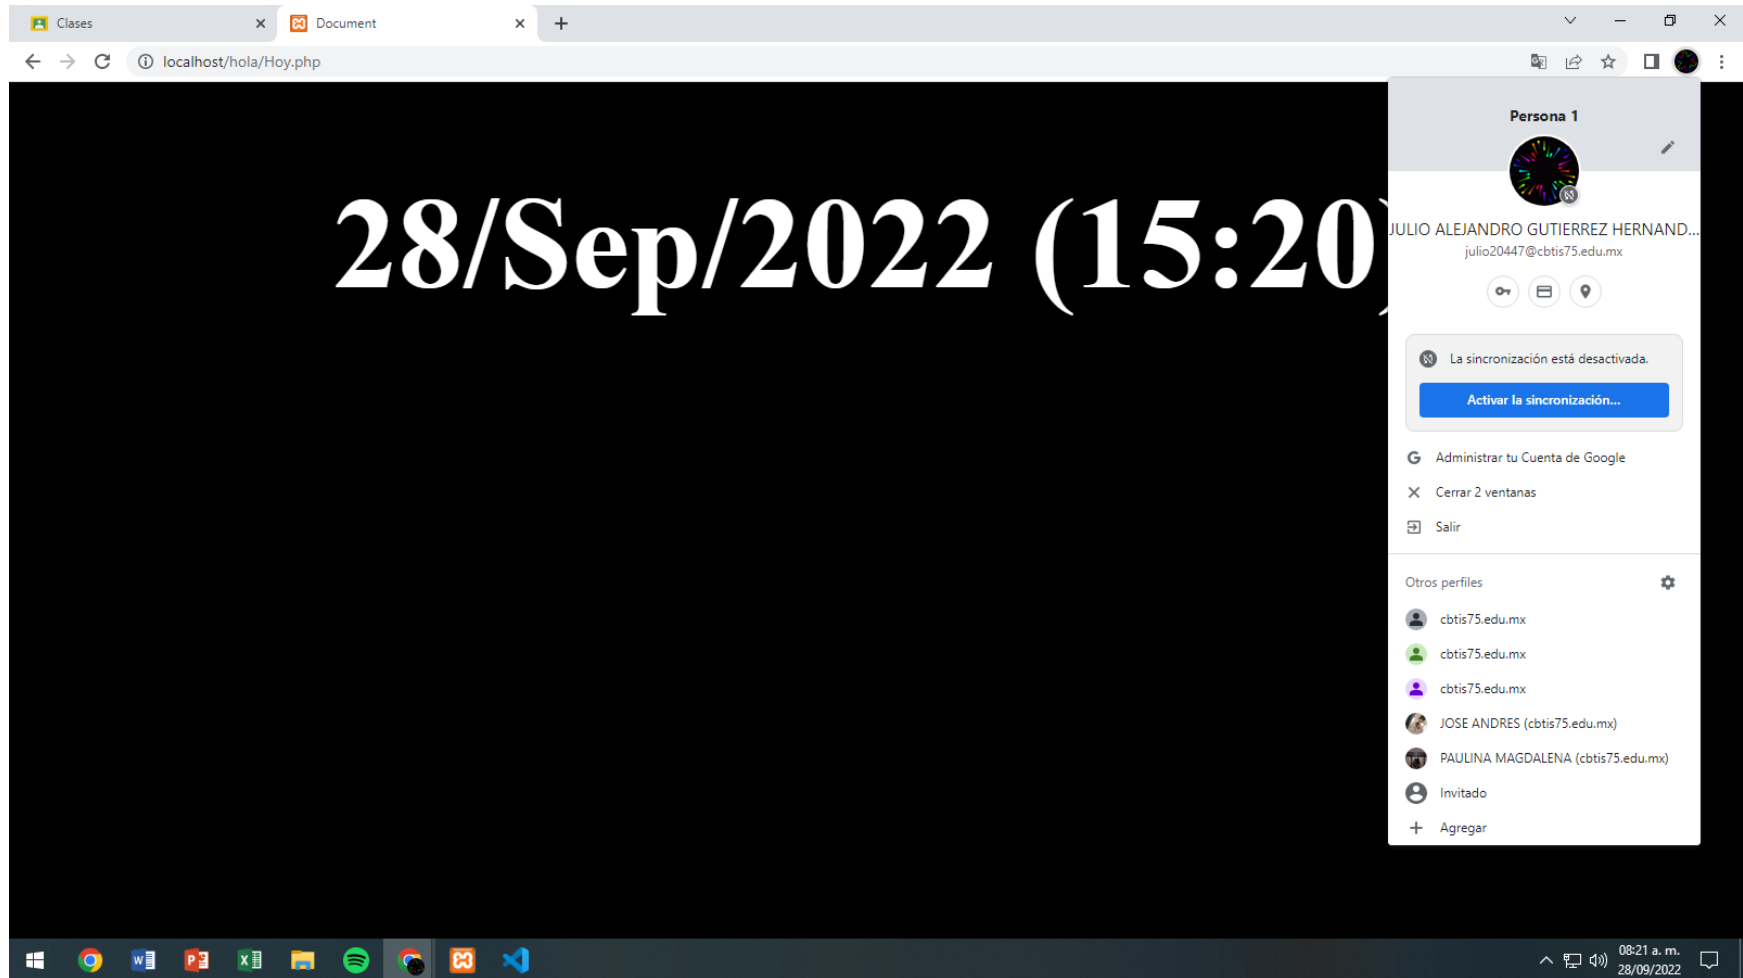 Clases
Document
localhost/hola/Hoy.php
28/Sep/2022 (15:20)
Persona 1
JULIO ALEJANDRO GUTIERREZ HERNAND...
julio20447@cbtis75.edu.mx
La sincronización está desactivada.
Activar la sincronización...
Administrar tu Cuenta de Google
Cerrar 2 ventanas
Salir
Otros perfiles
cbtis75.edu.mx
cbtis75.edu.mx
cbtis75.edu.mx
JOSE ANDRES (cbtis75.edu.mx)
PAULINA MAGDALENA (cbtis75.edu.mx)
Invitado
Agregar
08:21 a. m.
28/09/2022